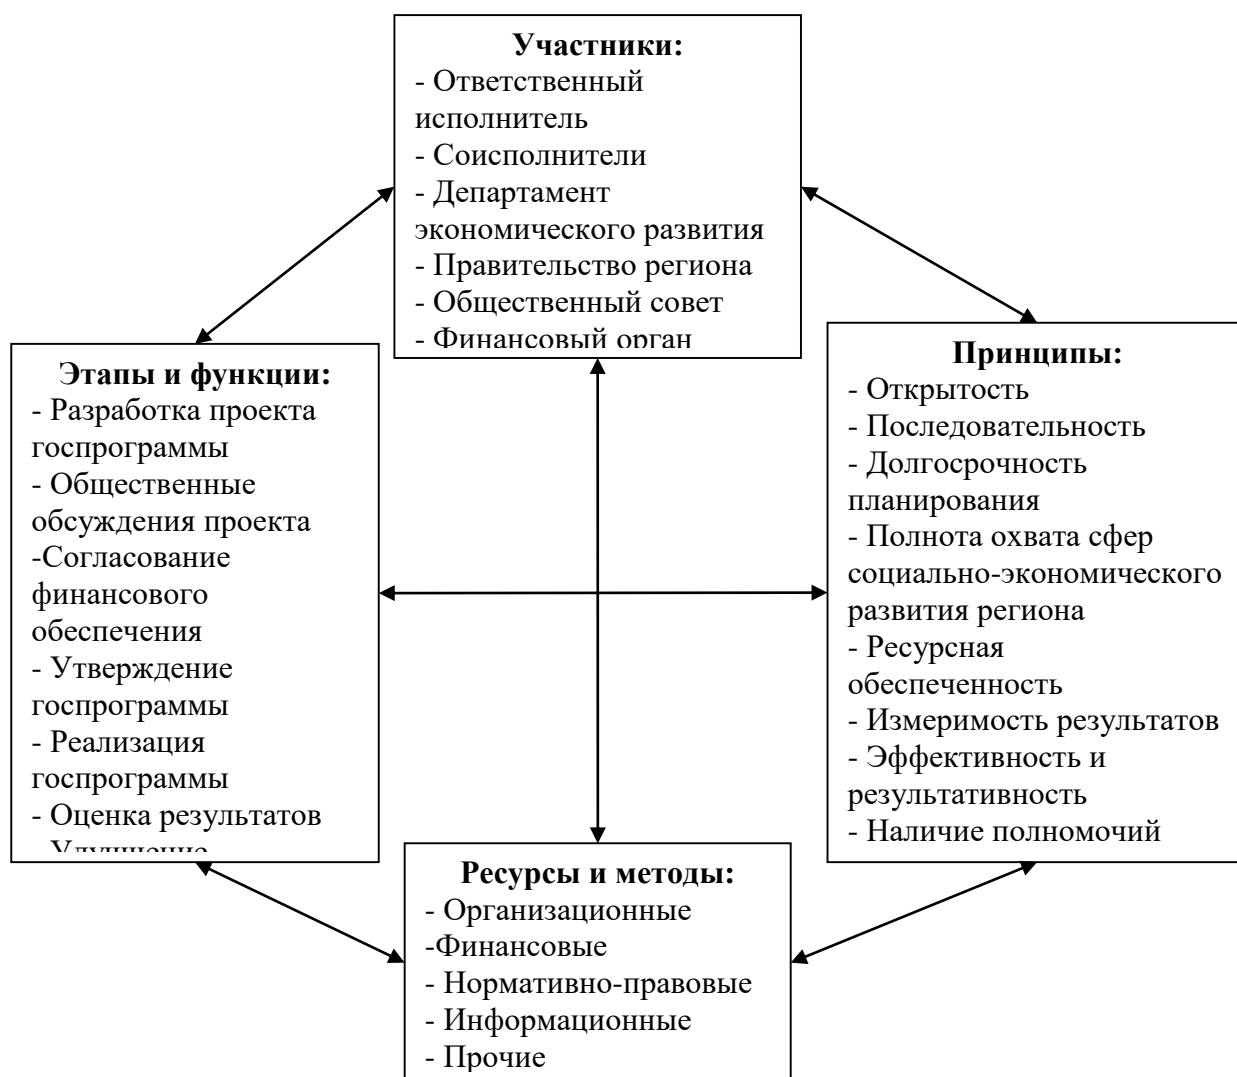 Участники:
- Ответственный
исполнитель
- Соисполнители
- Департамент
экономического развития
- Правительство региона
- Общественный совет
- Финансовый орган
Этапы и функции:
- Разработка проекта
госпрограммы
- Общественные
обсуждения проекта
-Согласование
финансового
обеспечения
- Утверждение
госпрограммы
- Реализация
госпрограммы
- Оценка результатов
- Улучшение
Принципы:
- Открытость
- Последовательность
- Долгосрочность
планирования
- Полнота охвата сфер
социально-экономического
развития региона
- Ресурсная
обеспеченность
- Измеримость результатов
- Эффективность и
результативность
- Наличие полномочий
Ресурсы и методы:
- Организационные
-Финансовые
- Нормативно-правовые
- Информационные
- Прочие